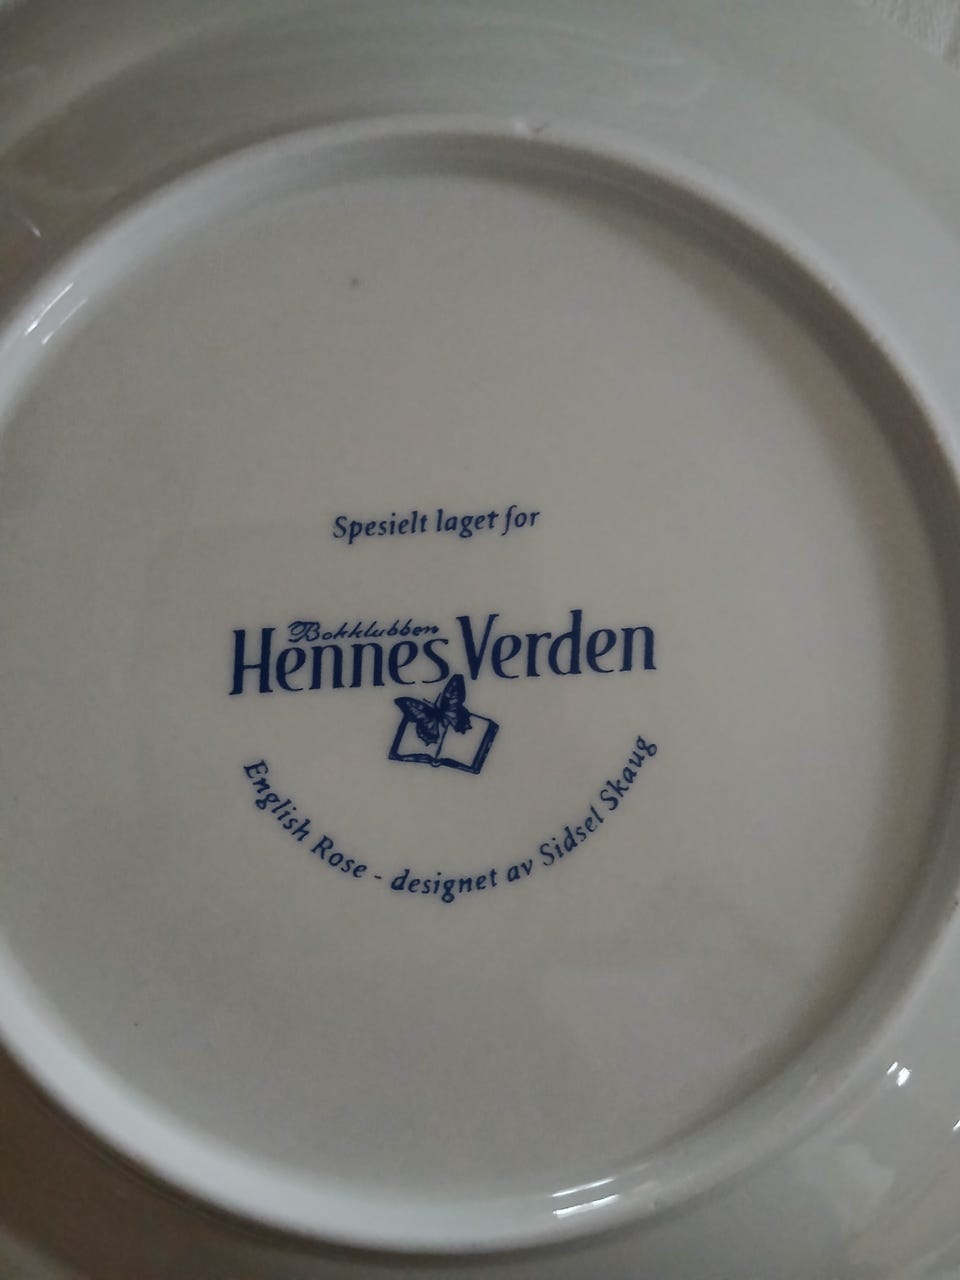 Spesielt laget for
Bokklubben
Hennes Verden
English Rose - designet av Sidsel Skaug